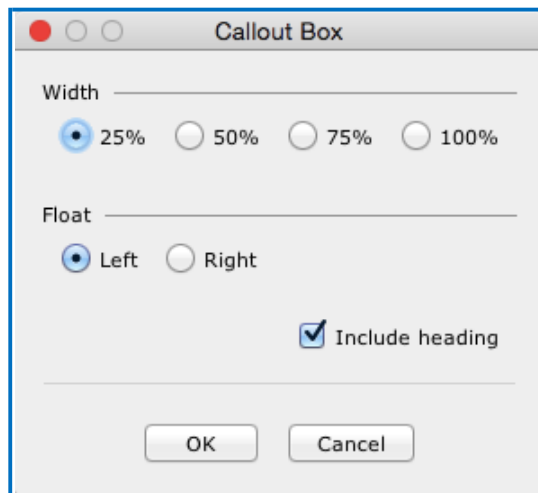 Callout Box
Width
25% 50% 75% 100%
Float
Left Right
Include heading
OK Cancel